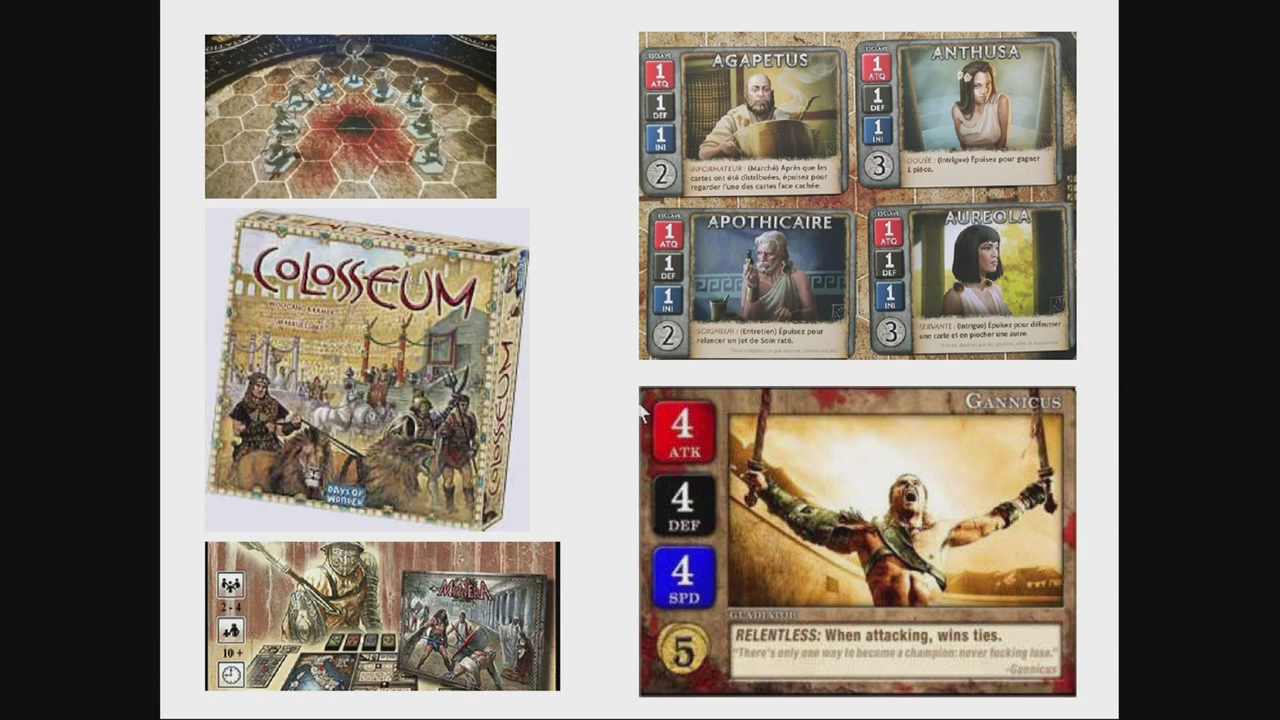 COLOSSEUM
WOLFGANG KRAMER
COLOSSEUM
DAYS OF
WONDER
2 - 4
10 +
MUNERA
ESCLAVE
AGAPETUS
1
ATQ
1
DEF
1
INI
2
INFORMATEUR : (Marché) Après que les
cartes ont été distribuées, épuisez pour
regarder l'une des cartes face cachée.
ESCLAVE
ANTHUSA
1
ATQ
1
DEF
1
INI
3
DOUÉE : (Intrigue) Épuisez pour gagner
1 pièce.
ESCLAVE
APOTHICAIRE
1
ATQ
1
DEF
1
INI
2
SOIGNEUR : (Entretien) Épuisez pour
relancer un jet de Soin raté.
ESCLAVE
AUREOLA
1
ATQ
1
DEF
1
INI
3
SERVANTE : (Intrigue) Épuisez pour défausser
une carte et en piocher une autre.
GANNICUS
4
ATK
4
DEF
4
SPD
GLADIATOR
5
RELENTLESS: When attacking, wins ties.
"There's only one way to become a champion: never fucking lose."
-Gannicus